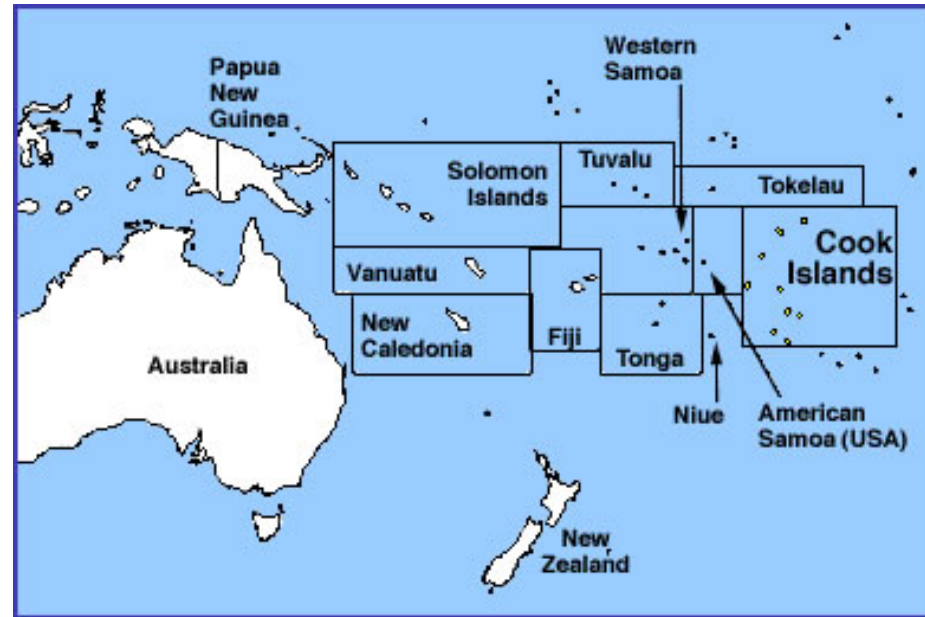 Western
Samoa
Papua
New
Guinea
Solomon
Islands
Tuvalu
Tokelau
Cook
Islands
Vanuatu
New
Caledonia
Fiji
Tonga
Australia
Niue
American
Samoa (USA)
New
Zealand